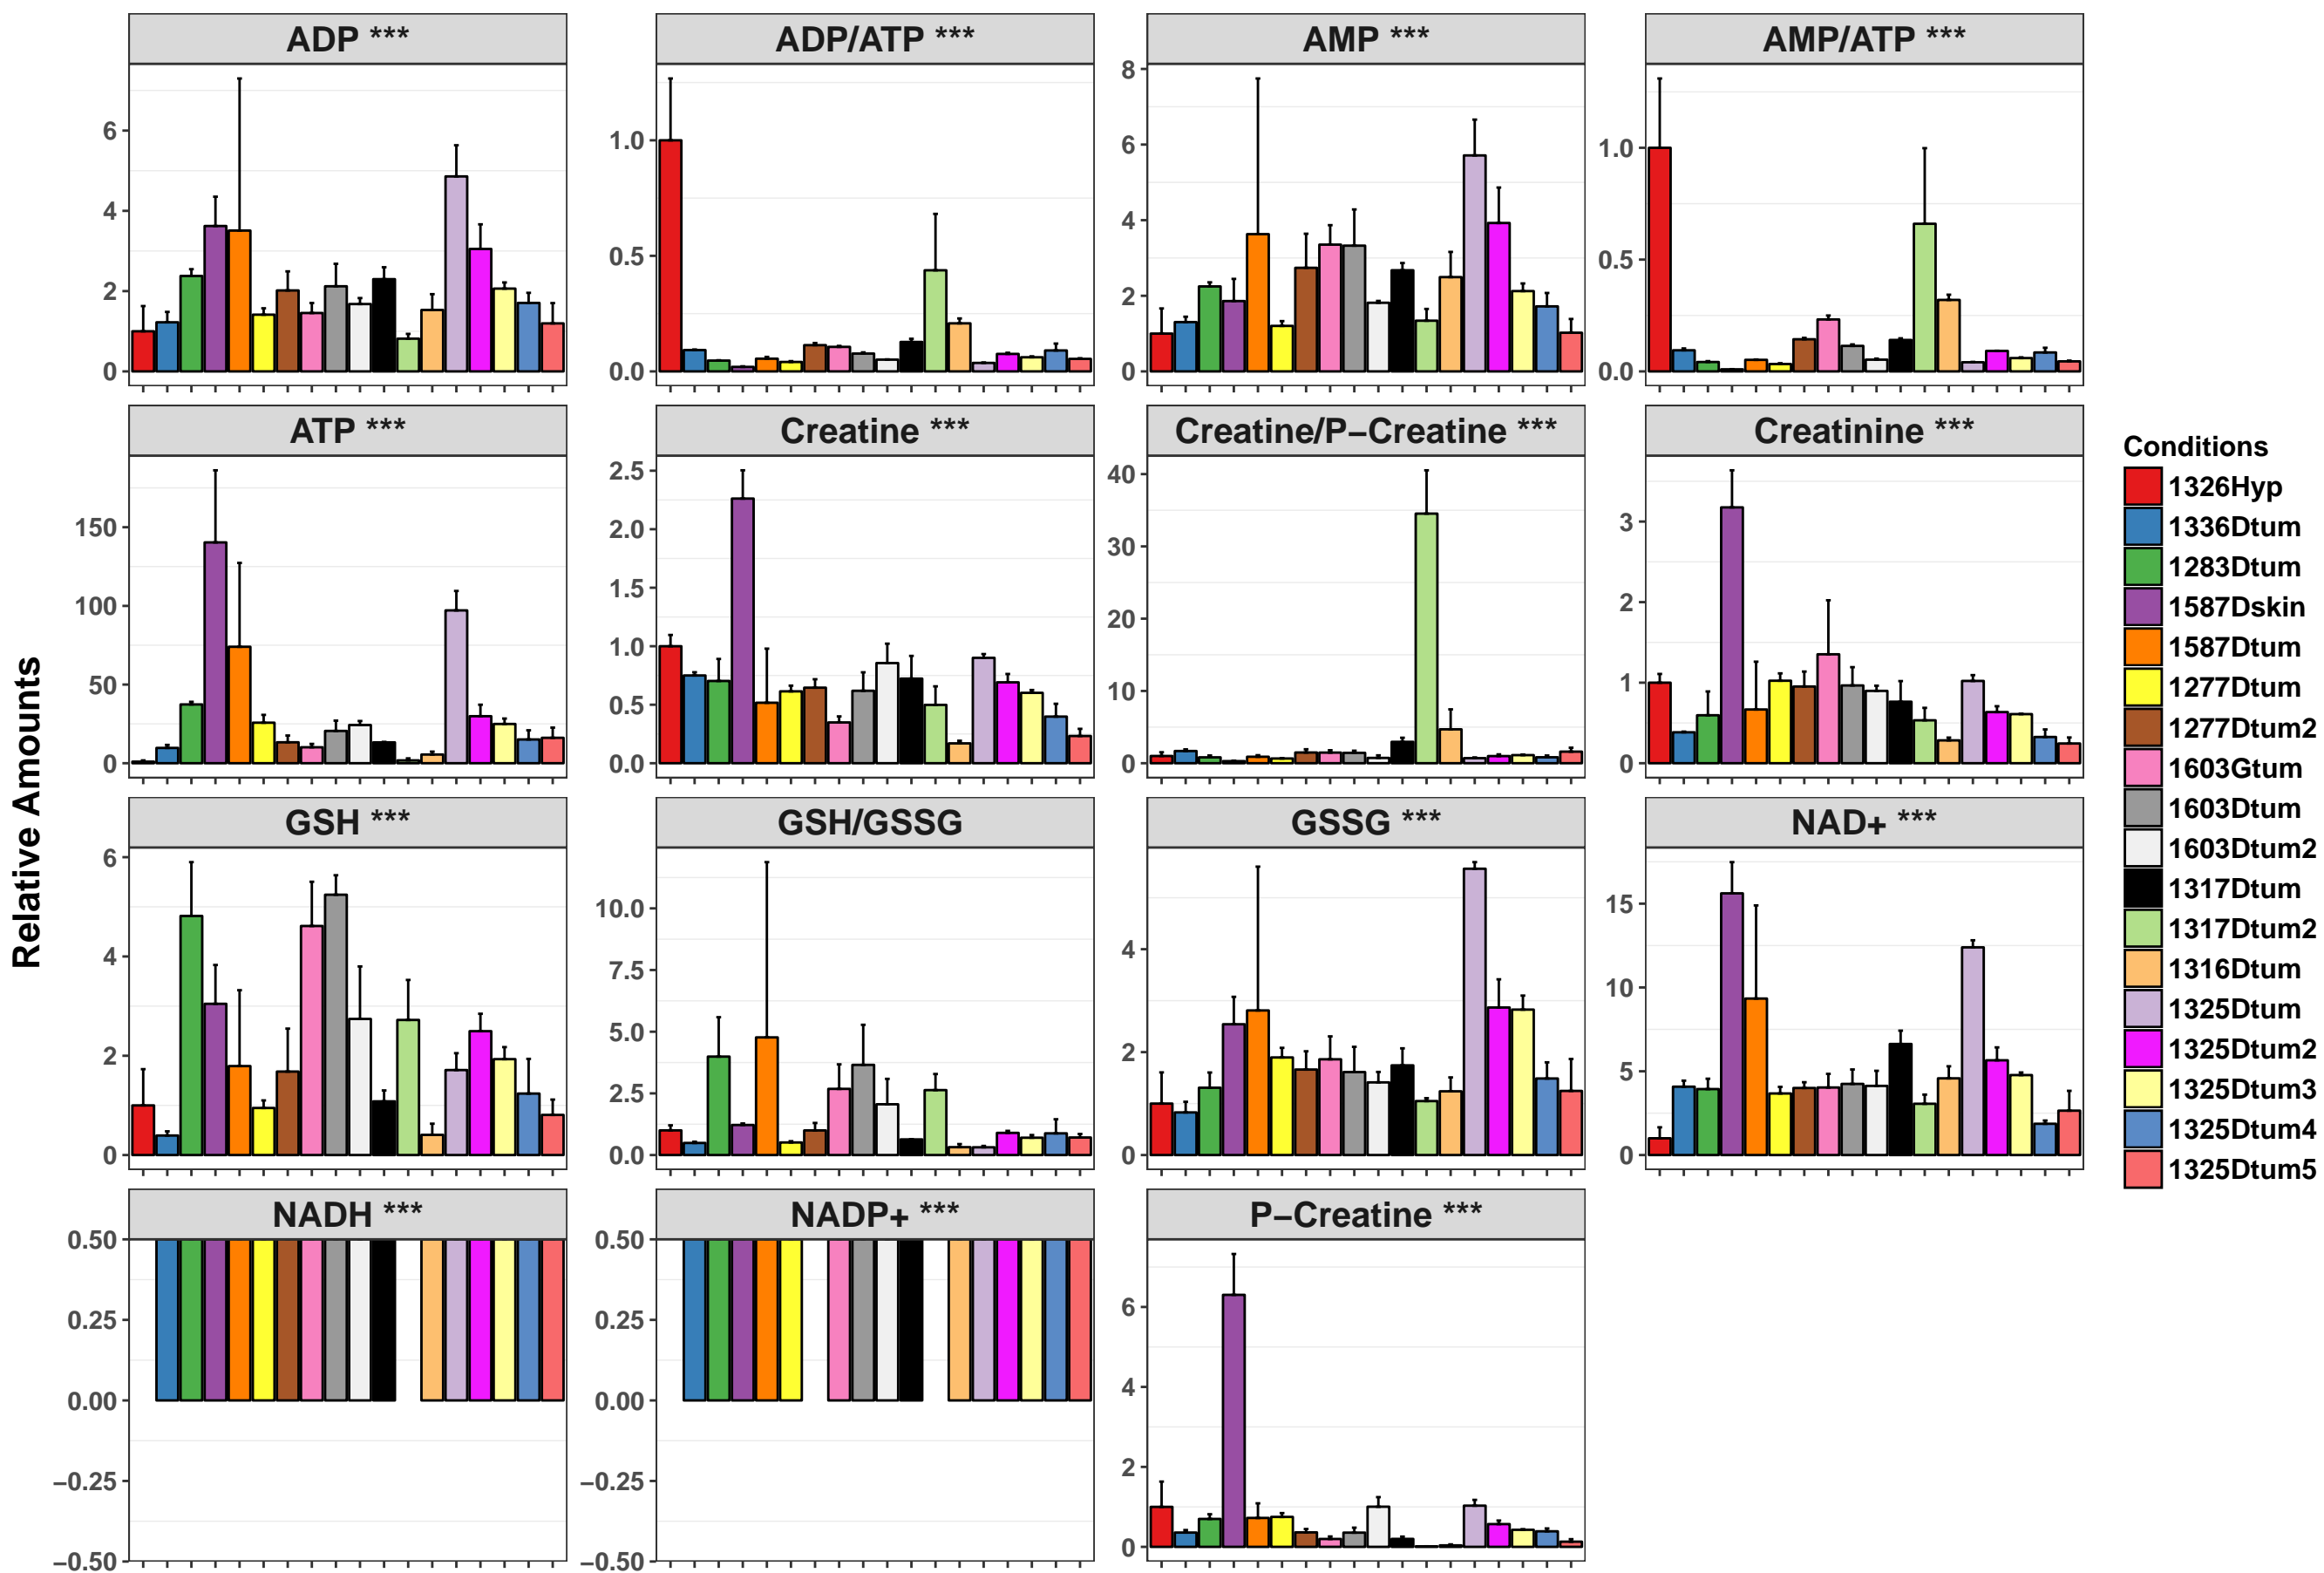 ADP ***
ADP/ATP ***
AMP ***
AMP/ATP ***
6
4
2
0
1.0
0.5
0.0
8
6
4
2
0
1.0
0.5
0.0
ATP ***
Creatine ***
Creatine/P−Creatine ***
Creatinine ***
150
100
50
0
2.5
2.0
1.5
1.0
0.5
0.0
40
30
20
10
0
3
2
1
0
GSH ***
GSH/GSSG
GSSG ***
NAD+ ***
6
4
2
0
10.0
7.5
5.0
2.5
0.0
4
2
0
15
10
5
0
NADH ***
NADP+ ***
P−Creatine ***
0.50
0.25
0.00
−0.25
−0.50
0.50
0.25
0.00
−0.25
−0.50
6
4
2
0
Relative Amounts
Conditions
1326Hyp
1336Dtum
1283Dtum
1587Dskin
1587Dtum
1277Dtum
1277Dtum2
1603Gtum
1603Dtum
1603Dtum2
1317Dtum
1317Dtum2
1316Dtum
1325Dtum
1325Dtum2
1325Dtum3
1325Dtum4
1325Dtum5